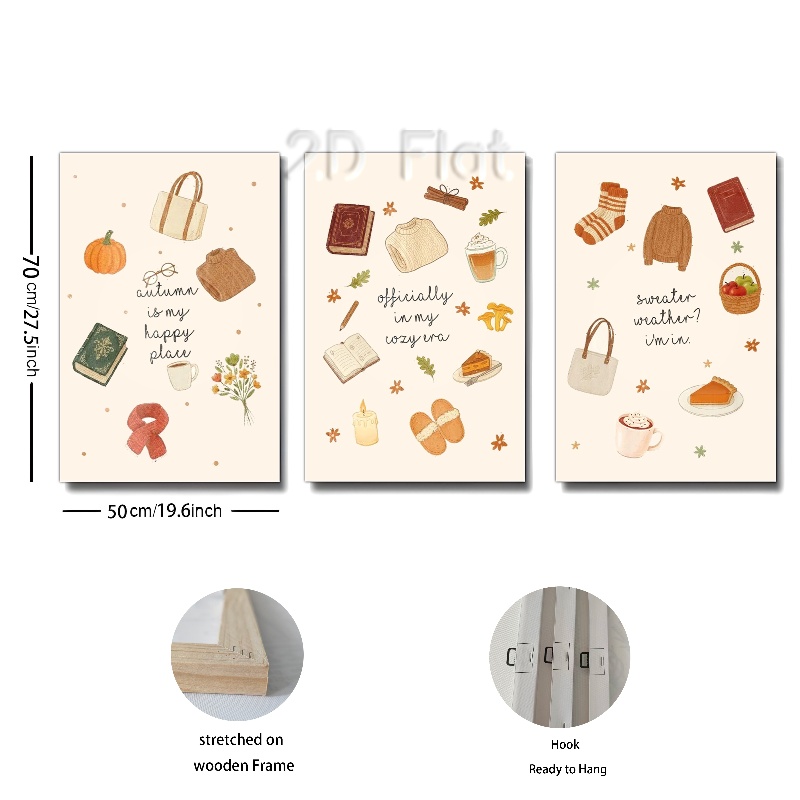 2D Flat
70 cm/27.5inch
autumn
is my
happy
place
officially
in my
cozy era
sweater
weather?
i'm in.
50 cm/19.6inch
stretched on
wooden Frame
Hook
Ready to Hang